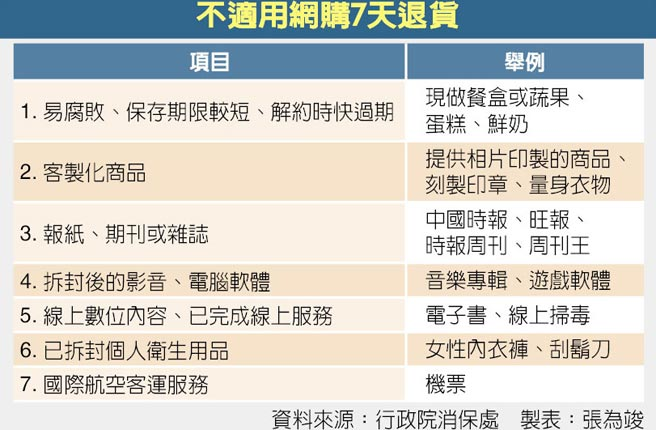 不適用網購7天退貨
項目 舉例
1. 易腐敗、保存期限較短、解約時快過期
現做餐盒或蔬果、
蛋糕、鮮奶
2. 客製化商品
提供相片印製的商品、
刻製印章、量身衣物
3. 報紙、期刊或雜誌
中國時報、旺報、
時報周刊、周刊王
4. 拆封後的影音、電腦軟體 音樂專輯、遊戲軟體
5. 線上數位內容、已完成線上服務 電子書、線上掃毒
6. 已拆封個人衛生用品 女性內衣褲、刮鬍刀
7. 國際航空客運服務 機票
資料來源：行政院消保處 製表：張為竣